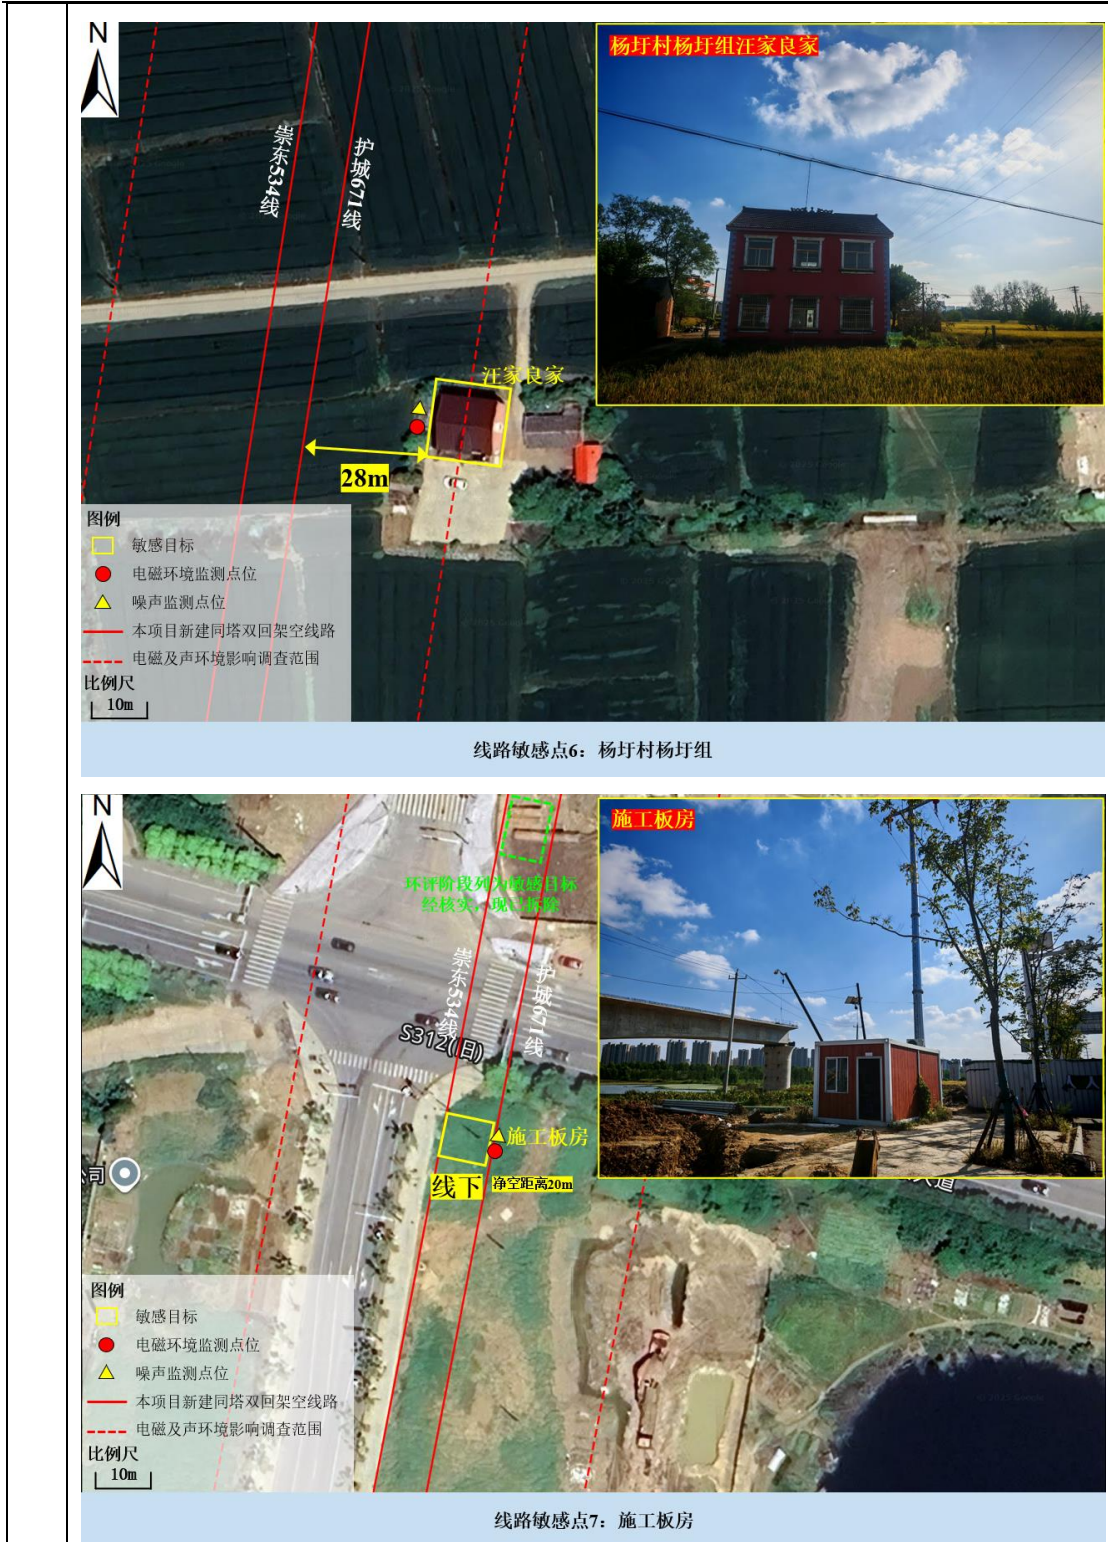 N
杨圩村杨圩组汪家良家
崇东534线
护城671线
汪家良家
28m
图例
敏感目标
电磁环境监测点位
噪声监测点位
本项目新建同塔双回架空线路
电磁及声环境影响调查范围
比例尺
10m
线路敏感点6：杨圩村杨圩组
N
施工板房
环评阶段列为敏感目标
经核实，现已拆除
崇东534线
护城671线
S312(旧)
施工板房
线下
净空距离20m
公司
大道
图例
敏感目标
电磁环境监测点位
噪声监测点位
本项目新建同塔双回架空线路
电磁及声环境影响调查范围
比例尺
10m
线路敏感点7：施工板房